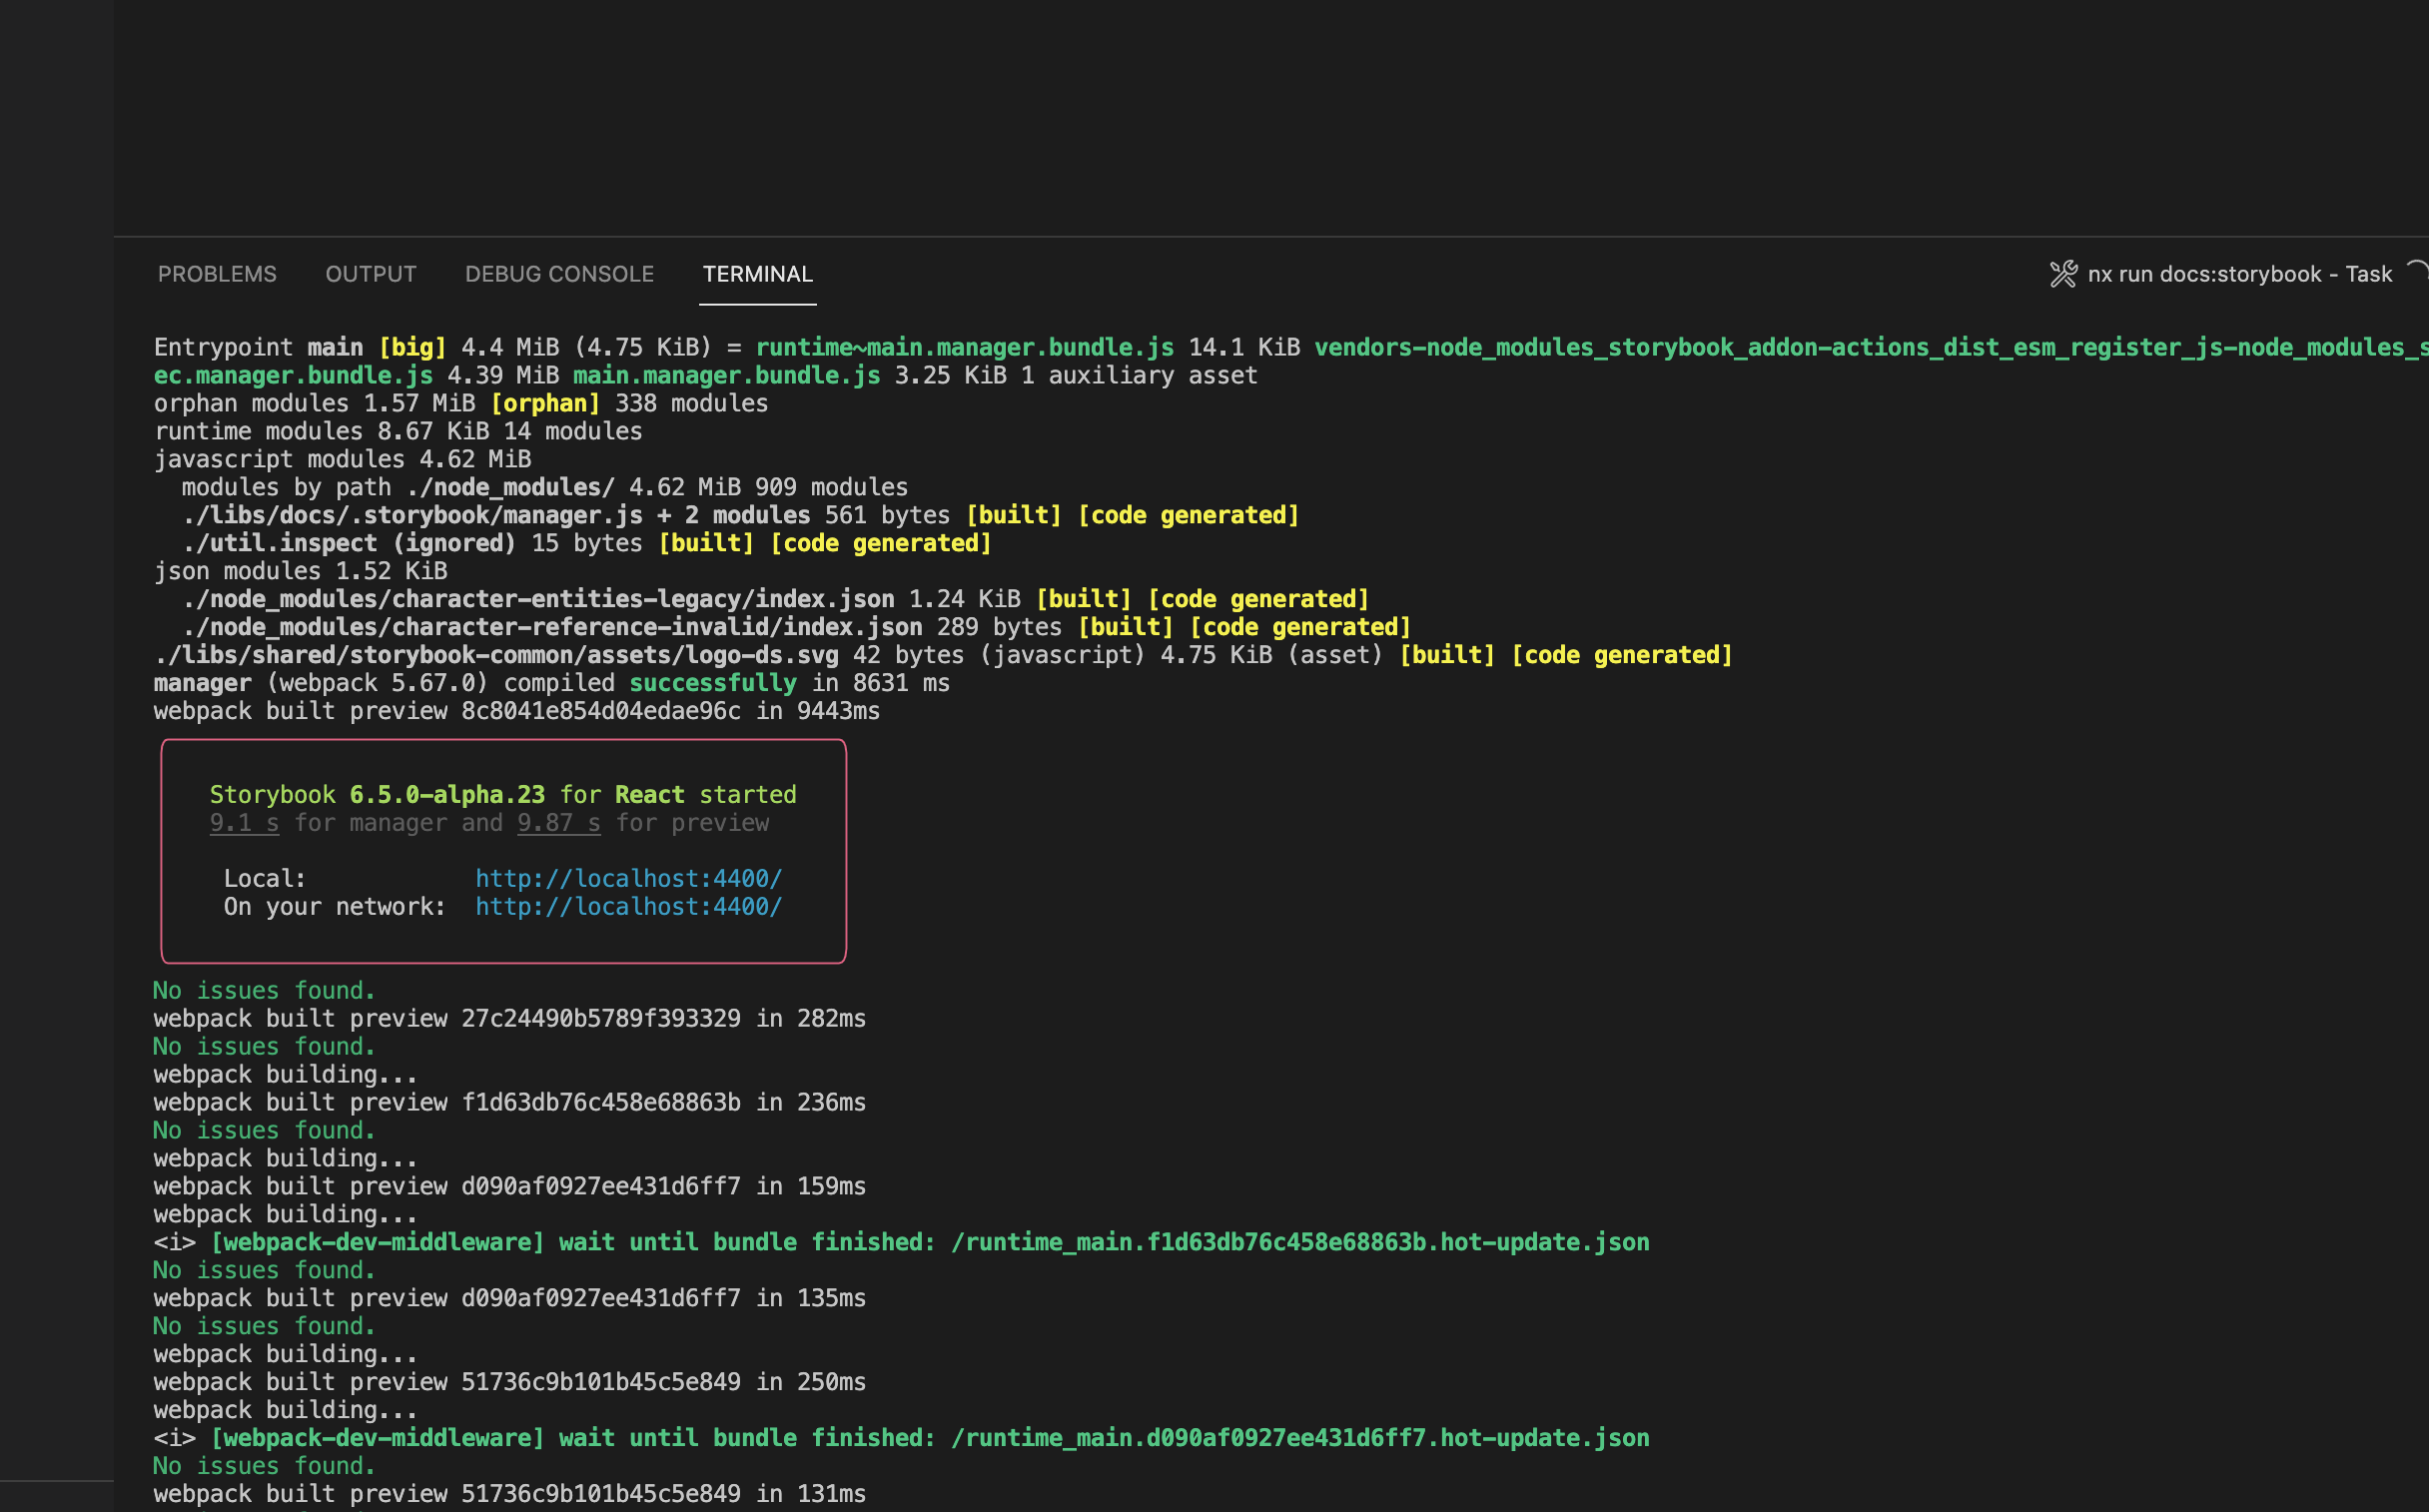 PROBLEMS OUTPUT DEBUG CONSOLE TERMINAL nx run docs:storybook - Task
Entrypoint main [big] 4.4 MiB (4.75 KiB) = runtime~main.manager.bundle.js 14.1 KiB vendors-node_modules_storybook_addon-actions_dist_esm_register_js-node_modules_s
ec.manager.bundle.js 4.39 MiB main.manager.bundle.js 3.25 KiB 1 auxiliary asset
orphan modules 1.57 MiB [orphan] 338 modules
runtime modules 8.67 KiB 14 modules
javascript modules 4.62 MiB
  modules by path ./node_modules/ 4.62 MiB 909 modules
  ./libs/docs/.storybook/manager.js + 2 modules 561 bytes [built] [code generated]
  ./util.inspect (ignored) 15 bytes [built] [code generated]
json modules 1.52 KiB
  ./node_modules/character-entities-legacy/index.json 1.24 KiB [built] [code generated]
  ./node_modules/character-reference-invalid/index.json 289 bytes [built] [code generated]
./libs/shared/storybook-common/assets/logo-ds.svg 42 bytes (javascript) 4.75 KiB (asset) [built] [code generated]
manager (webpack 5.67.0) compiled successfully in 8631 ms
webpack built preview 8c8041e854d04edae96c in 9443ms
Storybook 6.5.0-alpha.23 for React started
9.1 s for manager and 9.87 s for preview
Local: http://localhost:4400/
On your network: http://localhost:4400/
No issues found.
webpack built preview 27c24490b5789f393329 in 282ms
No issues found.
webpack building...
webpack built preview f1d63db76c458e68863b in 236ms
No issues found.
webpack building...
webpack built preview d090af0927ee431d6ff7 in 159ms
webpack building...
<i> [webpack-dev-middleware] wait until bundle finished: /runtime_main.f1d63db76c458e68863b.hot-update.json
No issues found.
webpack built preview d090af0927ee431d6ff7 in 135ms
No issues found.
webpack building...
webpack built preview 51736c9b101b45c5e849 in 250ms
webpack building...
<i> [webpack-dev-middleware] wait until bundle finished: /runtime_main.d090af0927ee431d6ff7.hot-update.json
No issues found.
webpack built preview 51736c9b101b45c5e849 in 131ms